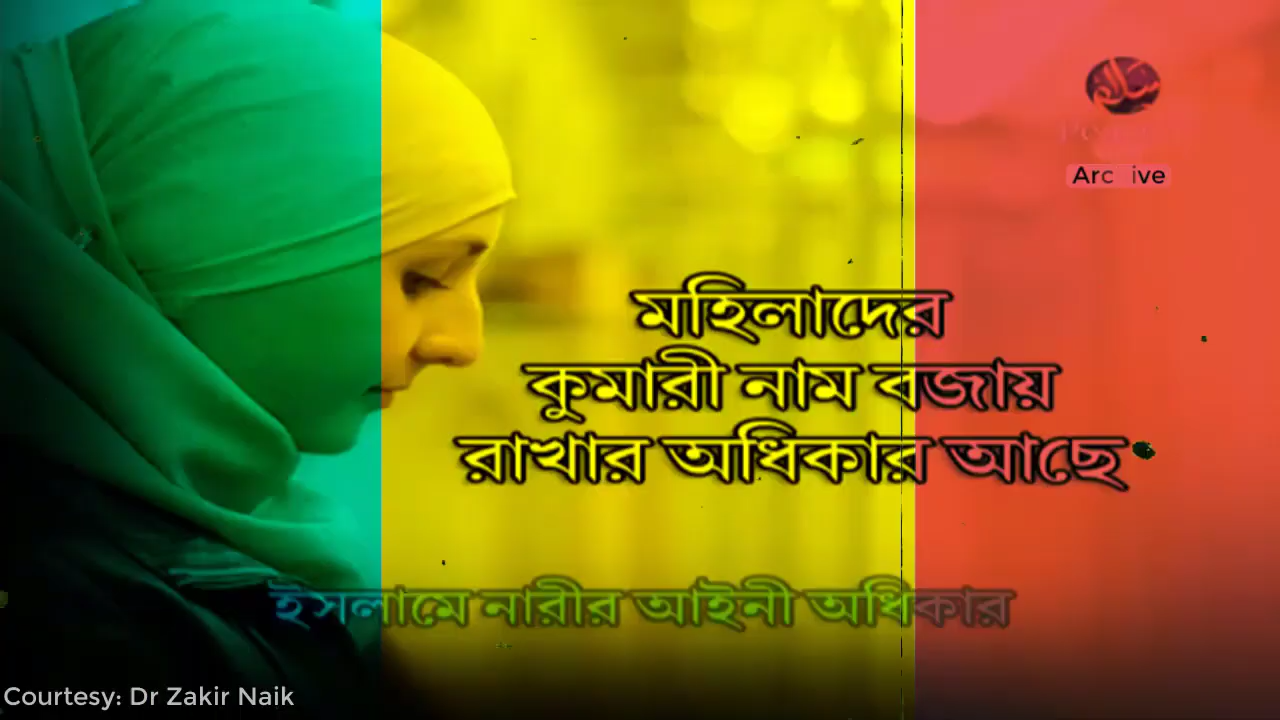 Arc ive
মহিলাদের
কুমারী নাম বজায়
রাখার অধিকার আছে
ইসলামে নারীর আইনী অধিকার
Courtesy: Dr Zakir Naik